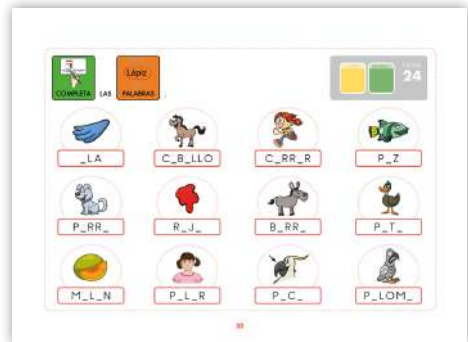 Lápiz
24
COMPLETA LAS PALABRAS .
_LA C_B_LLO C_RR_R P_Z
P_RR_ R_J_ B_RR_ P_T_
M_L_N P_L_R P_C_ P_LOM_